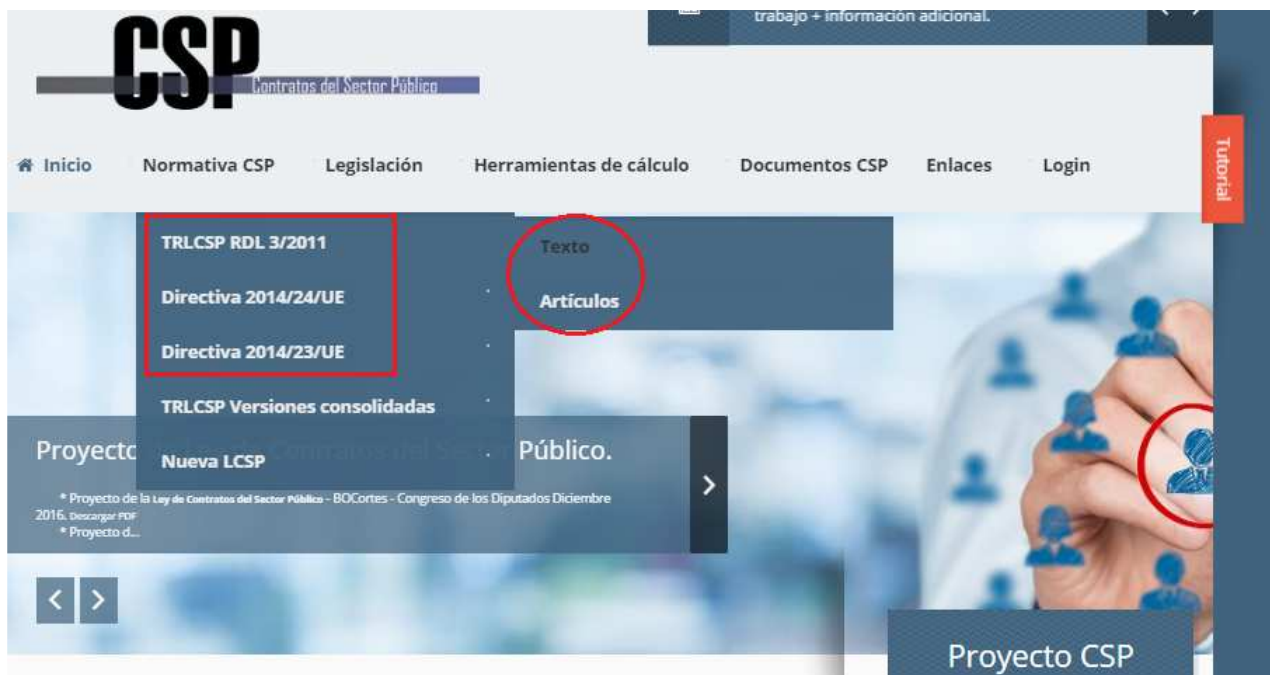 trabajo + información adicional.
CSP
Contratos del Sector Público
Inicio Normativa CSP Legislación Herramientas de cálculo Documentos CSP Enlaces Login
Tutorial
TRLCSP RDL 3/2011
Directiva 2014/24/UE
Directiva 2014/23/UE
TRLCSP Versiones consolidadas
Nueva LCSP
Texto
Artículos
Proyecto Contratos del Sector Público.
* Proyecto de la Ley de Contratos del Sector Público - BOCortes - Congreso de los Diputados Diciembre
2016. Descargar PDF
* Proyecto d...
Proyecto CSP